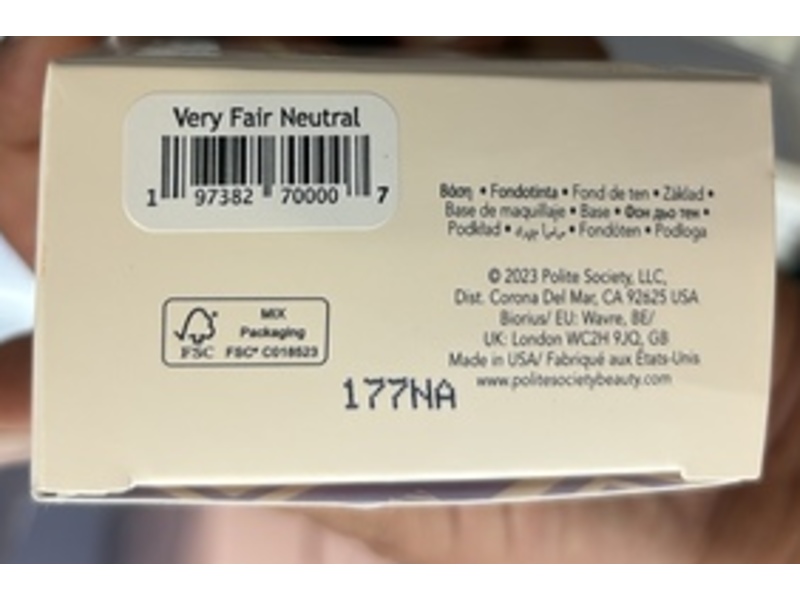 Very Fair Neutral
1 97382 70000 7
Βάση • Fondotinta • Fond de ten • Základ •
Base de maquillaje • Base • Фон дьо тен •
Podklad • • Fondöten • Podloga
© 2023 Polite Society, LLC,
Dist. Corona Del Mar, CA 92625 USA
Biorius/ EU: Wavre, BE/
UK: London WC2H 9JQ, GB
Made in USA/ Fabriqué aux États-Unis
www.politesocietybeauty.com
MIX
Packaging
FSC FSC® C018523
177NA